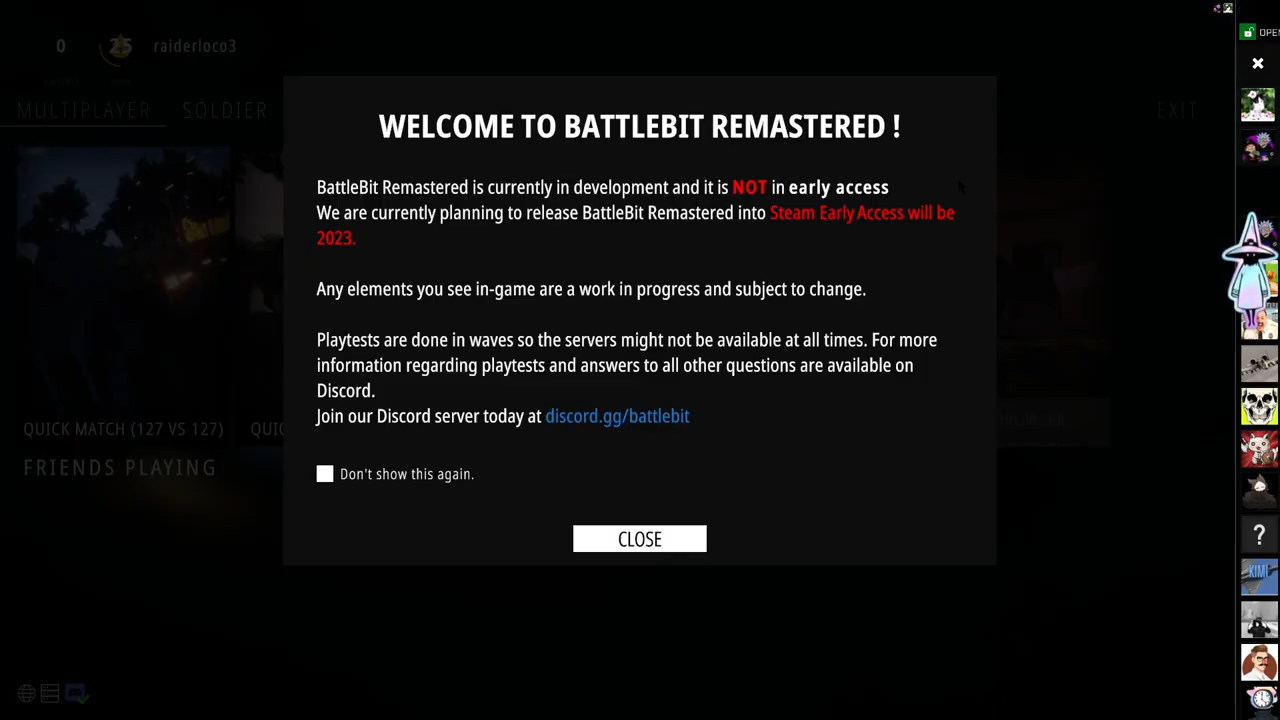 0 25 raiderloco3
OPEN
MULTIPLAYER SOLDIER EXIT
WELCOME TO BATTLEBIT REMASTERED !
BattleBit Remastered is currently in development and it is NOT in early access
We are currently planning to release BattleBit Remastered into Steam Early Access will be
2023.
Any elements you see in-game are a work in progress and subject to change.
Playtests are done in waves so the servers might not be available at all times. For more
information regarding playtests and answers to all other questions are available on
Discord.
Join our Discord server today at discord.gg/battlebit
QUICK MATCH (127 VS 127) QUIC
FRIENDS PLAYING
Don't show this again.
CLOSE
?
KIMI